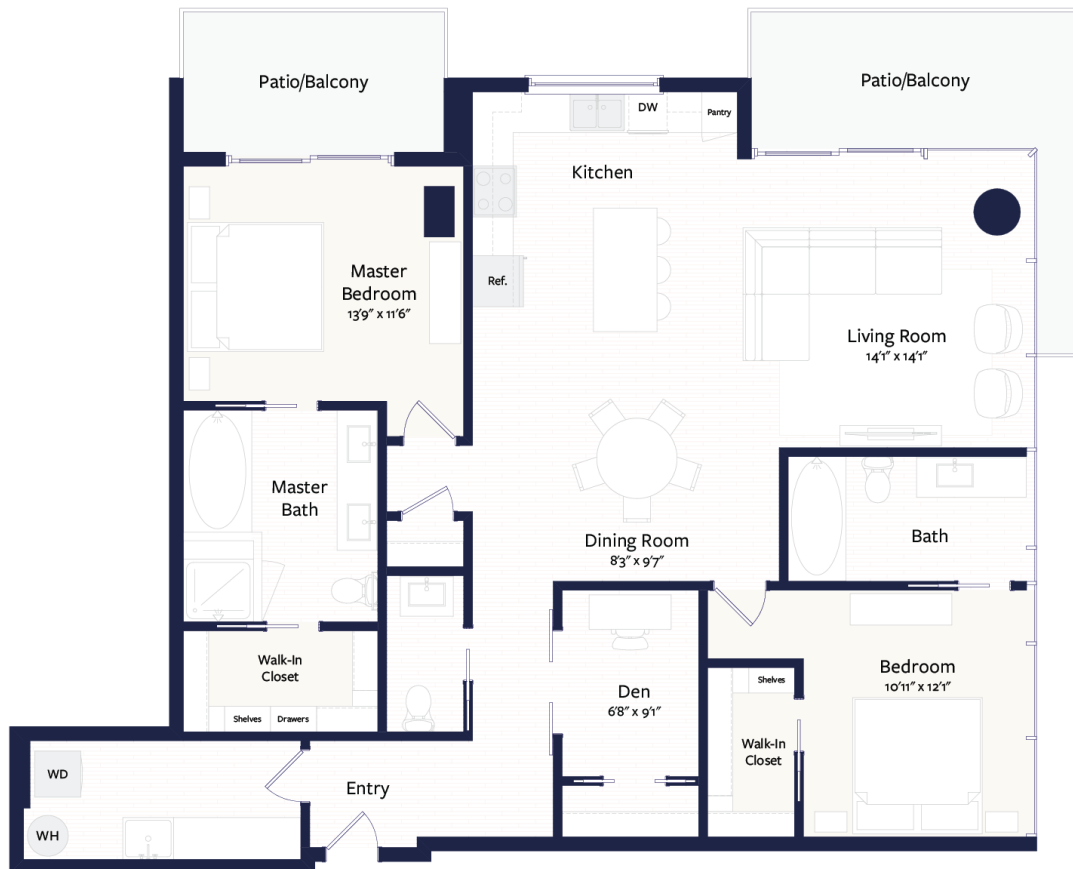 Patio/Balcony
Patio/Balcony
DW
Pantry
Kitchen
Ref.
Master
Bedroom
13'9" x 11'6"
Living Room
14'1" x 14'1"
Master
Bath
Dining Room
8'3" x 9'7"
Bath
Walk-In
Closet
Shelves
Drawers
Den
6'8" x 9'1"
Bedroom
10'11" x 12'1"
Shelves
Walk-In
Closet
WD
Entry
WH